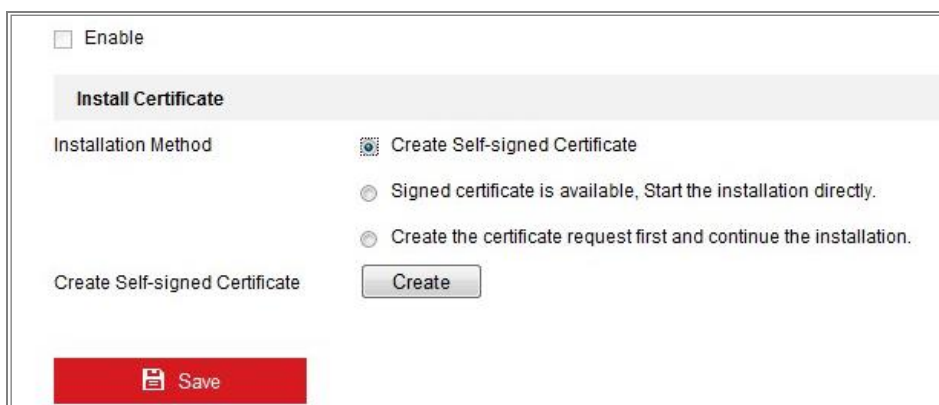 Enable
Install Certificate
Installation Method
Create Self-signed Certificate
Signed certificate is available, Start the installation directly.
Create the certificate request first and continue the installation.
Create Self-signed Certificate
Create
Save